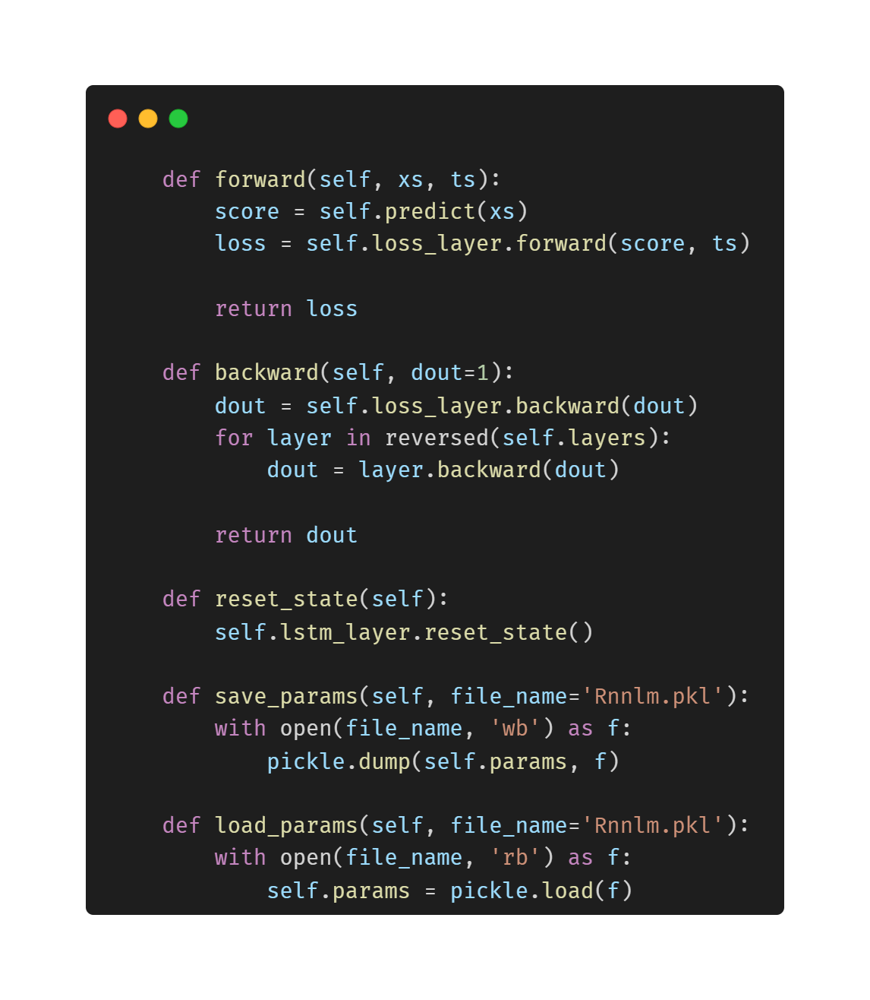 def forward(self, xs, ts):
    score = self.predict(xs)
    loss = self.loss_layer.forward(score, ts)

    return loss

def backward(self, dout=1):
    dout = self.loss_layer.backward(dout)
    for layer in reversed(self.layers):
        dout = layer.backward(dout)

    return dout

def reset_state(self):
    self.lstm_layer.reset_state()

def save_params(self, file_name='Rnnlm.pkl'):
    with open(file_name, 'wb') as f:
        pickle.dump(self.params, f)

def load_params(self, file_name='Rnnlm.pkl'):
    with open(file_name, 'rb') as f:
        self.params = pickle.load(f)